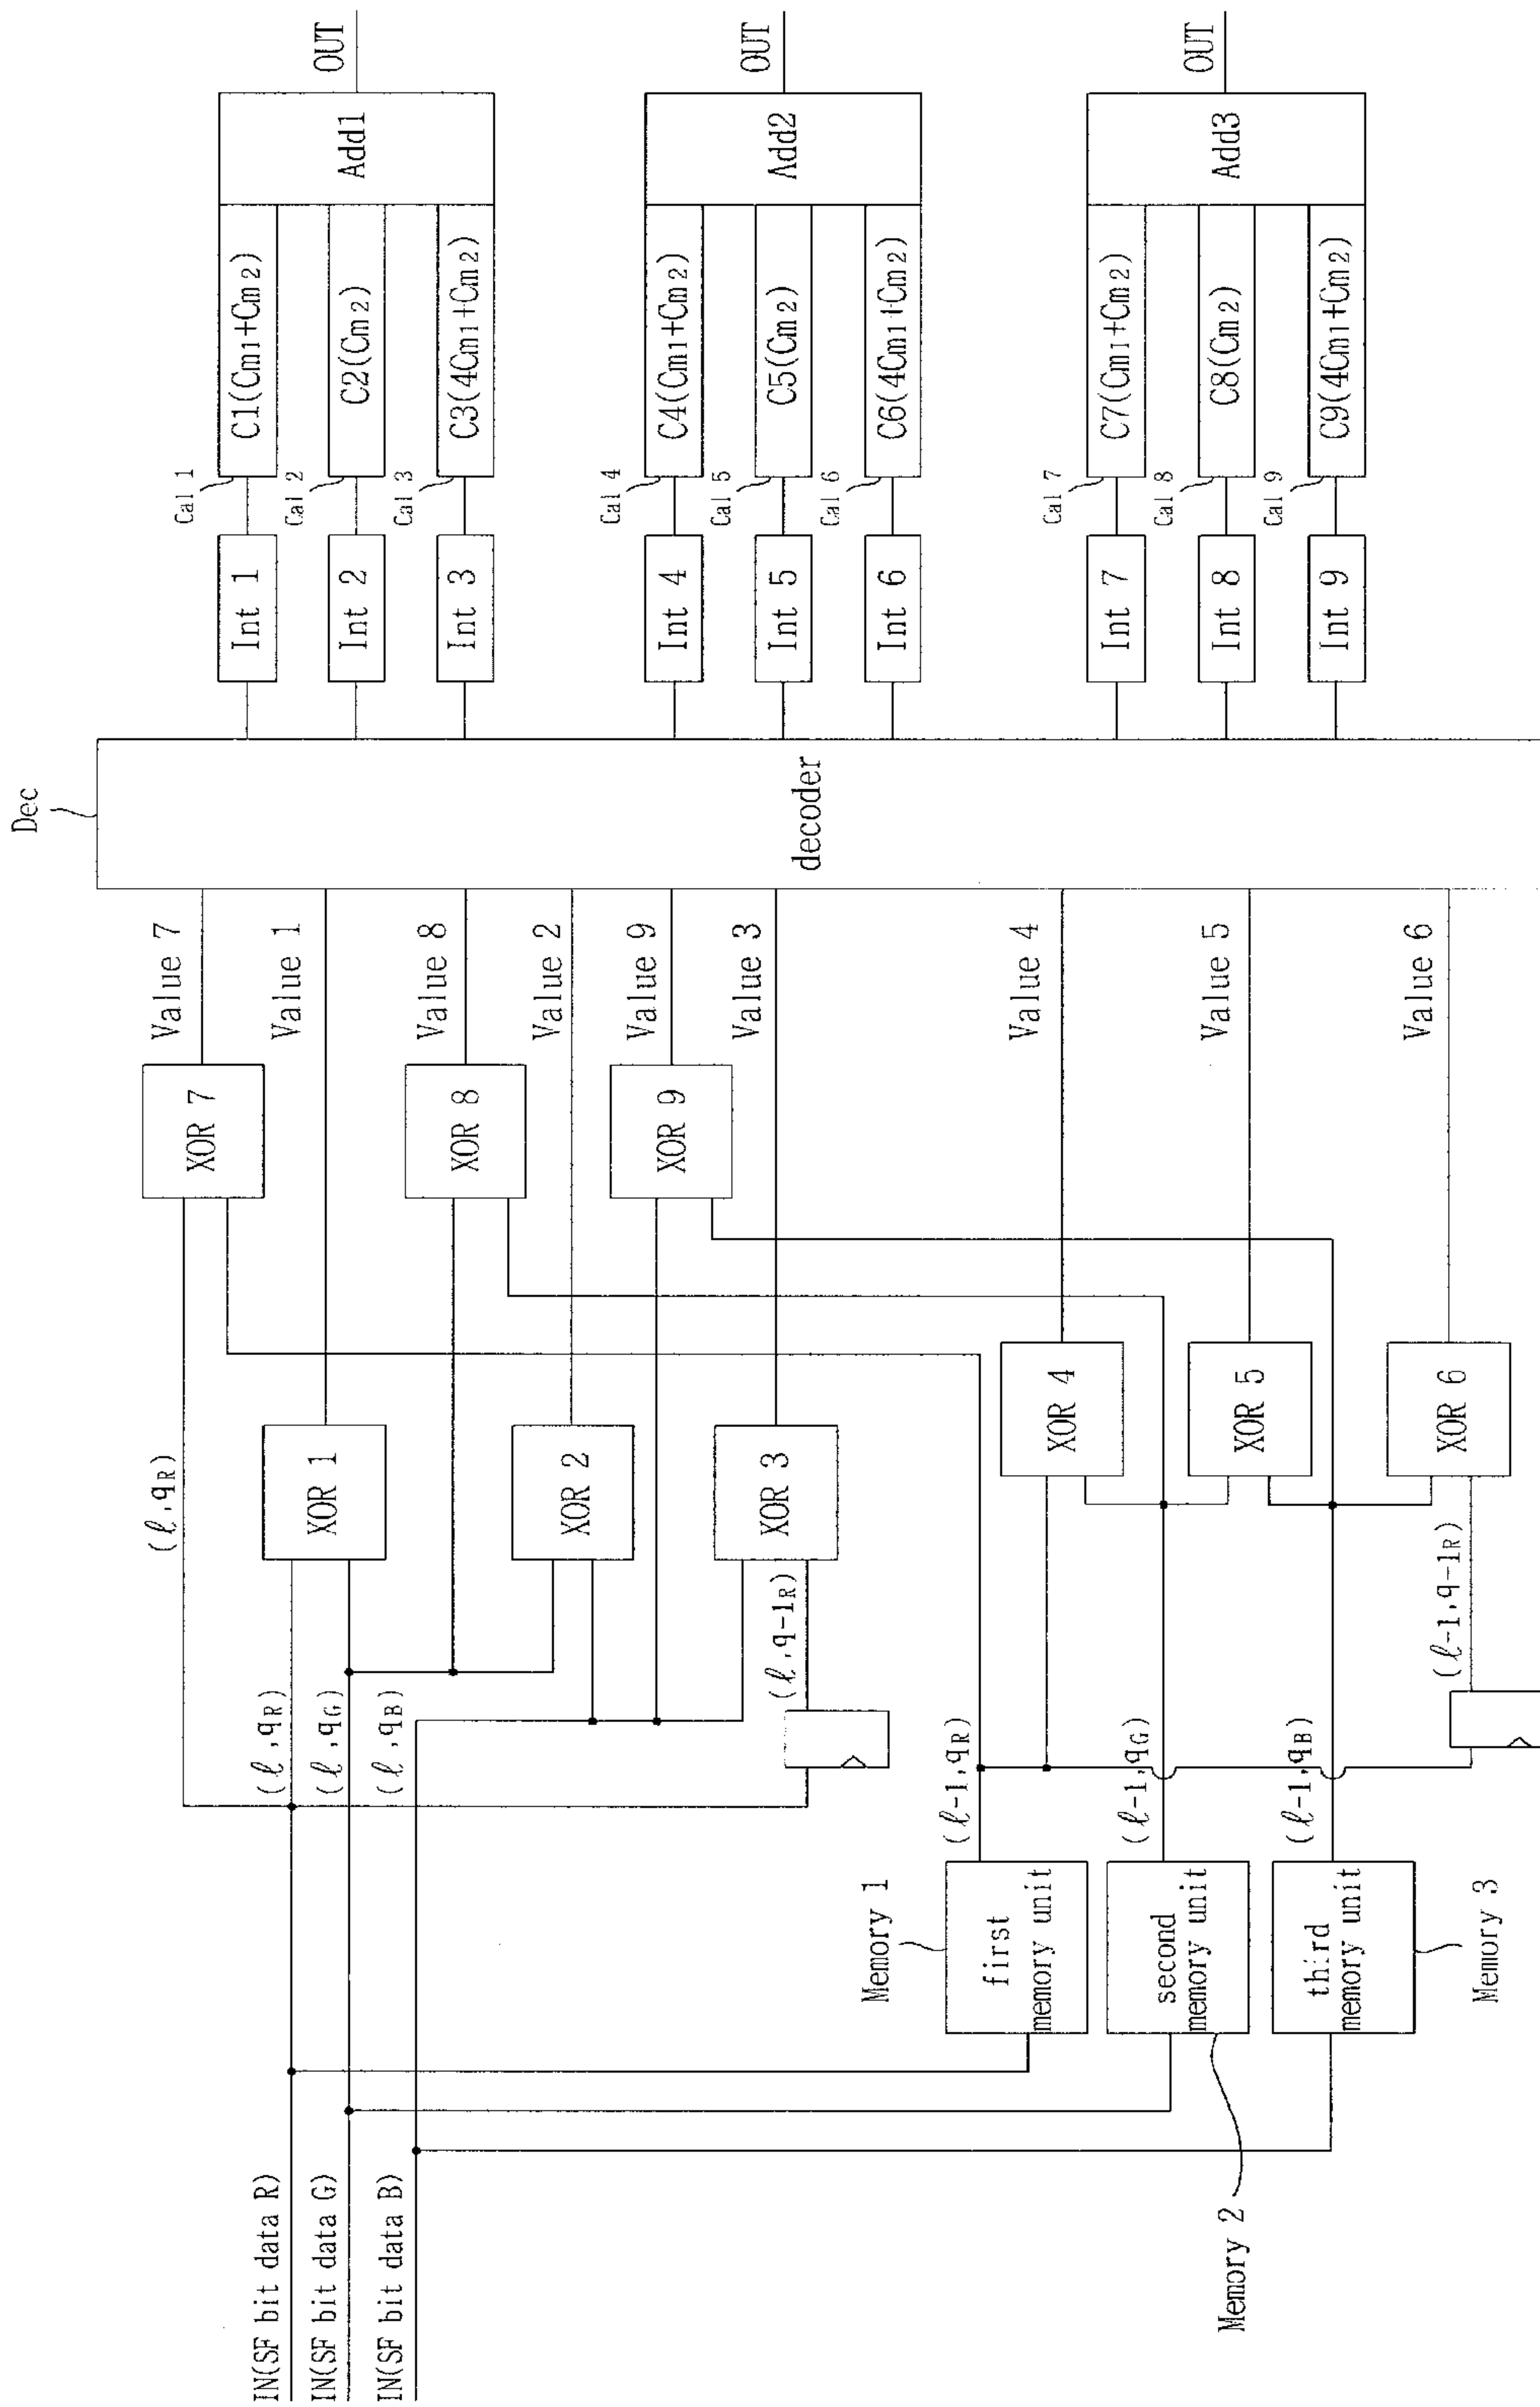 IN(SF bit data R)
IN(SF bit data G)
IN(SF bit data B)
(ℓ,qR)
(ℓ,qR)
(ℓ,qG)
(ℓ,qB)
(ℓ,q-1R)
XOR 7
XOR 1
XOR 8
XOR 2
XOR 9
XOR 3
Value 7
Value 1
Value 8
Value 2
Value 9
Value 3
Memory 1
first
memory unit
Memory 2
second
memory unit
third
memory unit
Memory 3
(ℓ-1,qR)
(ℓ-1,qG)
(ℓ-1,qB)
(ℓ-1,q-1R)
XOR 4
XOR 5
XOR 6
Value 4
Value 5
Value 6
Dec
decoder
Int 1
Int 2
Int 3
Int 4
Int 5
Int 6
Int 7
Int 8
Int 9
Cal 1
Cal 2
Cal 3
Cal 4
Cal 5
Cal 6
Cal 7
Cal 8
Cal 9
C1(Cm1+Cm2)
C2(Cm2)
C3(4Cm1+Cm2)
C4(Cm1+Cm2)
C5(Cm2)
C6(4Cm1+Cm2)
C7(Cm1+Cm2)
C8(Cm2)
C9(4Cm1+Cm2)
Add1
Add2
Add3
OUT
OUT
OUT